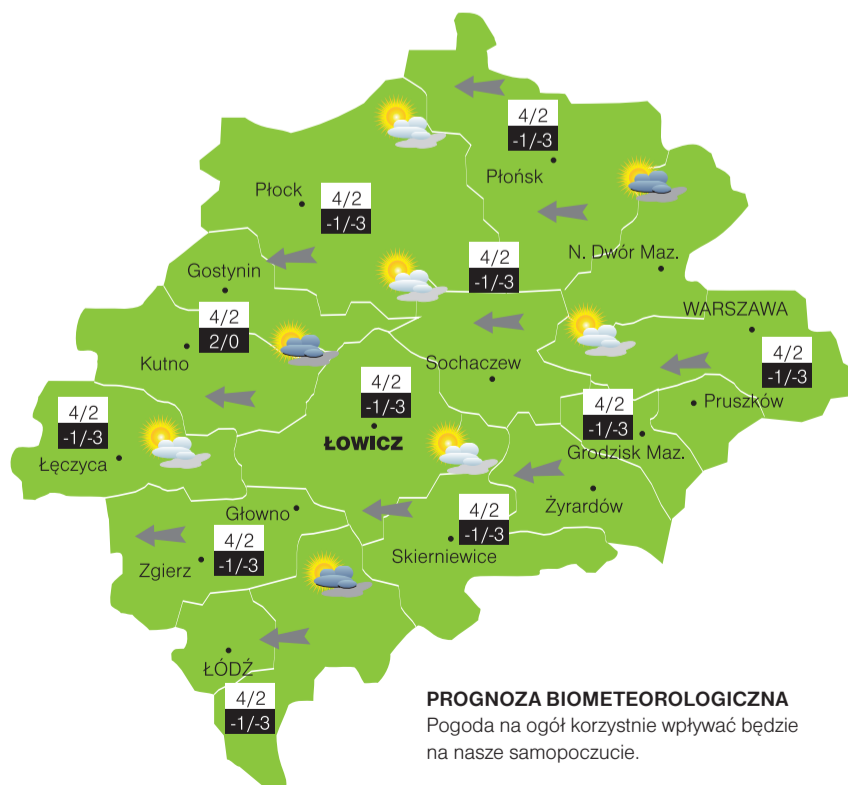 4/2
-1/-3
Płońsk
Płock
4/2
-1/-3
N. Dwór Maz.
4/2
-1/-3
Gostynin
WARSZAWA
4/2
2/0
Kutno
Sochaczew
4/2
-1/-3
4/2
-1/-3
ŁOWICZ
Pruszków
4/2
-1/-3
Grodzisk Maz.
4/2
-1/-3
Łęczyca
Żyrardów
Głowno
4/2
-1/-3
Skierniewice
4/2
-1/-3
Zgierz
ŁÓDŹ
4/2
-1/-3
PROGNOZA BIOMETEOROLOGICZNA
Pogoda na ogół korzystnie wpływać będzie
na nasze samopoczucie.